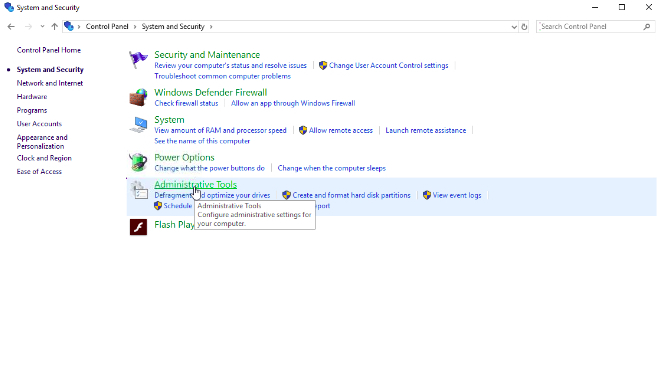 System and Security
Control Panel
System and Security
Search Control Panel
Control Panel Home
System and Security
Network and Internet
Hardware
Programs
User Accounts
Appearance and
Personalization
Clock and Region
Ease of Access
Security and Maintenance
Review your computer's status and resolve issues
Change User Account Control settings
Troubleshoot common computer problems
Windows Defender Firewall
Check firewall status
Allow an app through Windows Firewall
System
View amount of RAM and processor speed
Allow remote access
Launch remote assistance
See the name of this computer
Power Options
Change what the power buttons do
Change when the computer sleeps
Administrative Tools
Defragment and optimize your drives
Create and format hard disk partitions
View event logs
Schedule
Administrative Tools
Configure administrative settings for
your computer.
Flash Play